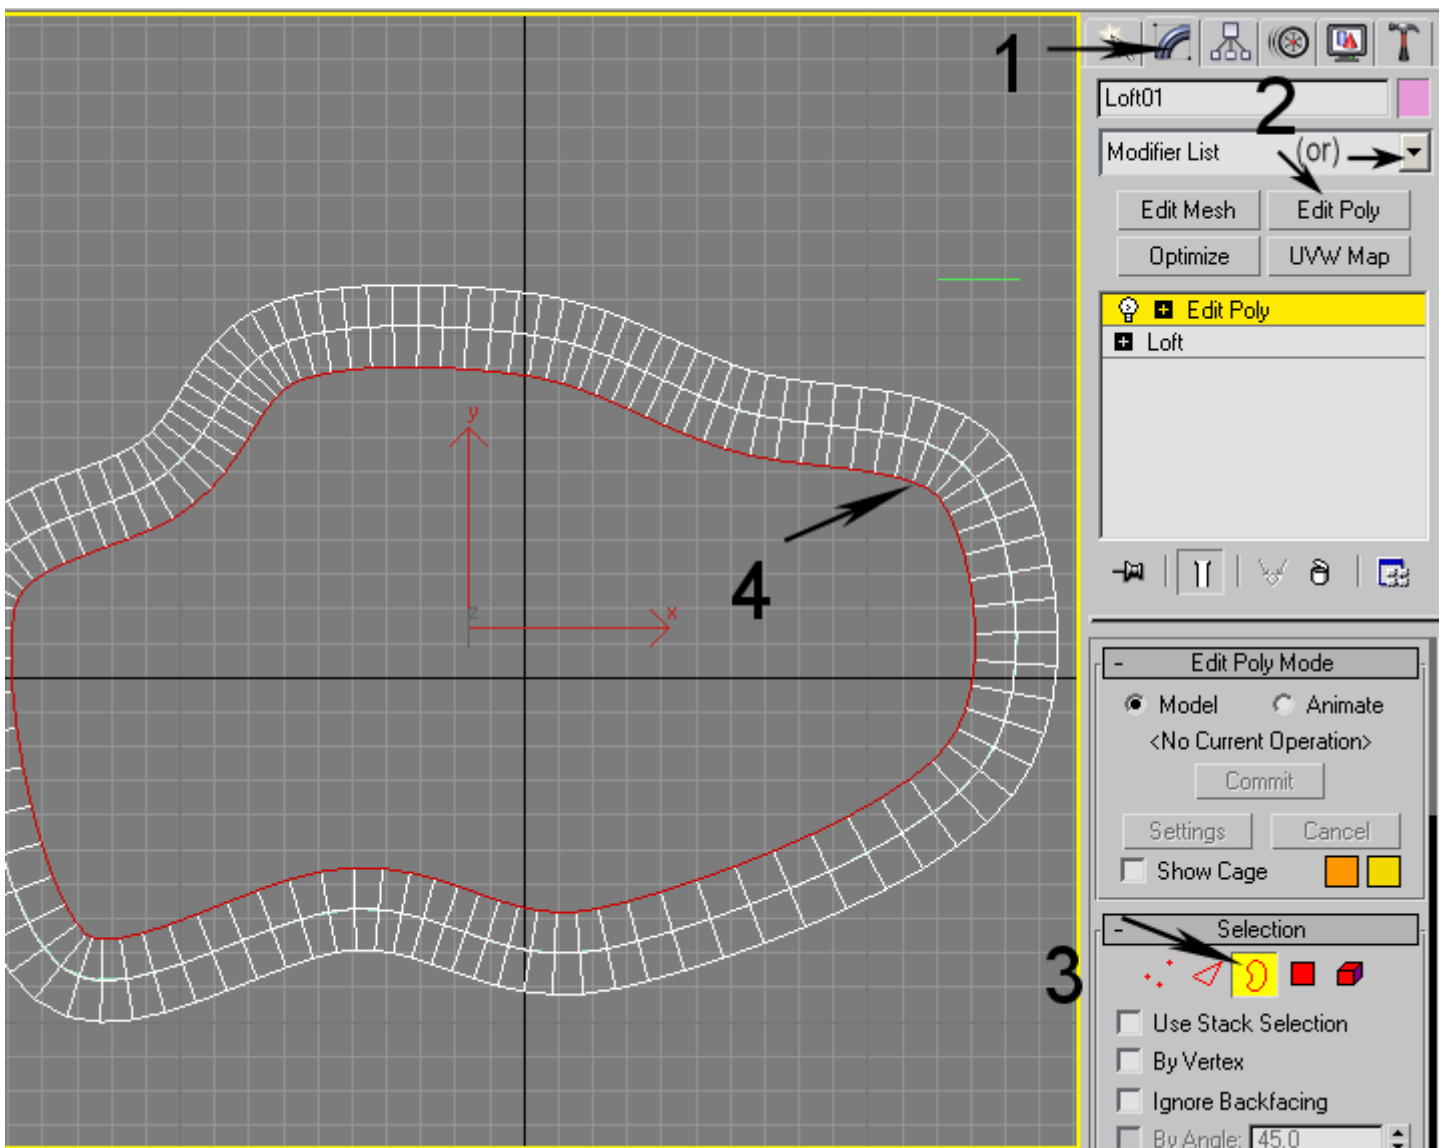 1
Loft01
2
Modifier List (or)
Edit Mesh Edit Poly
Optimize UVW Map
Edit Poly
Loft
y
x
z
4
- Edit Poly Mode
Model Animate
<No Current Operation>
Commit
Settings Cancel
Show Cage
- Selection
3
Use Stack Selection
By Vertex
Ignore Backfacing
By Angle: 45.0